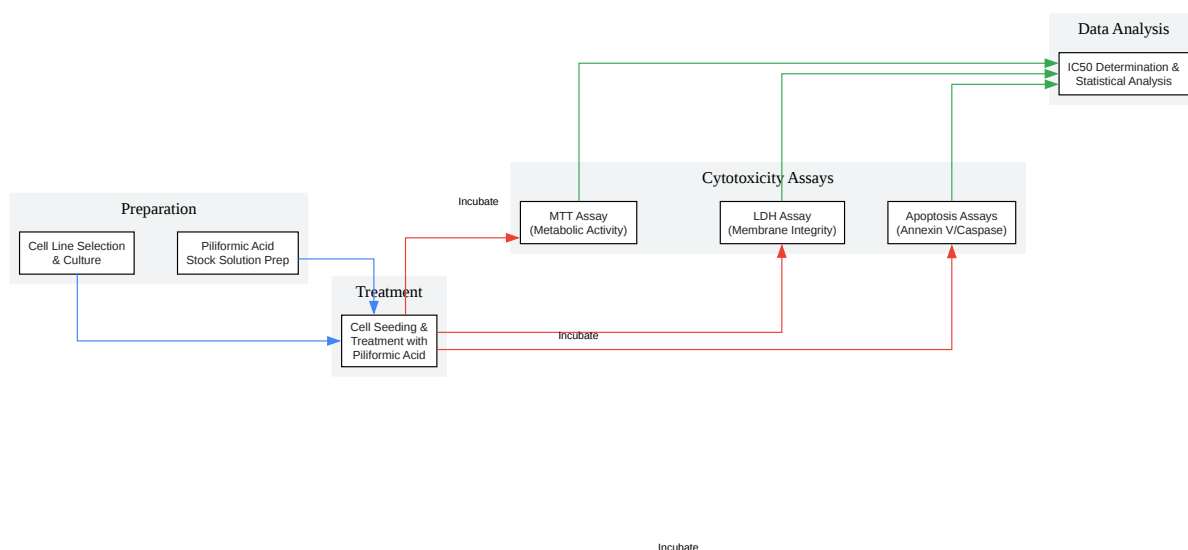 Data Analysis
IC50 Determination &
Statistical Analysis
Cytotoxicity Assays
Incubate
MTT Assay
(Metabolic Activity)
LDH Assay
(Membrane Integrity)
Apoptosis Assays
(Annexin V/Caspase)
Preparation
Cell Line Selection
& Culture
Piliformic Acid
Stock Solution Prep
Treatment
Cell Seeding &
Treatment with
Piliformic Acid
Incubate
Incubate